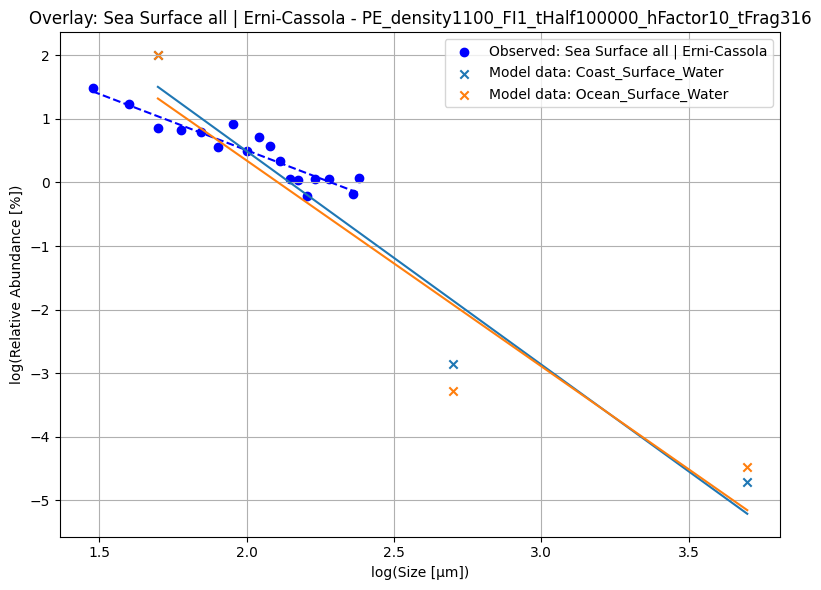 Overlay: Sea Surface all | Erni-Cassola - PE_density1100_FI1_tHalf100000_hFactor10_tFrag316
Observed: Sea Surface all | Erni-Cassola
Model data: Coast_Surface_Water
Model data: Ocean_Surface_Water
log(Relative Abundance [%])
2
1
0
−1
−2
−3
−4
−5
1.5
2.0
2.5
3.0
3.5
log(Size [μm])